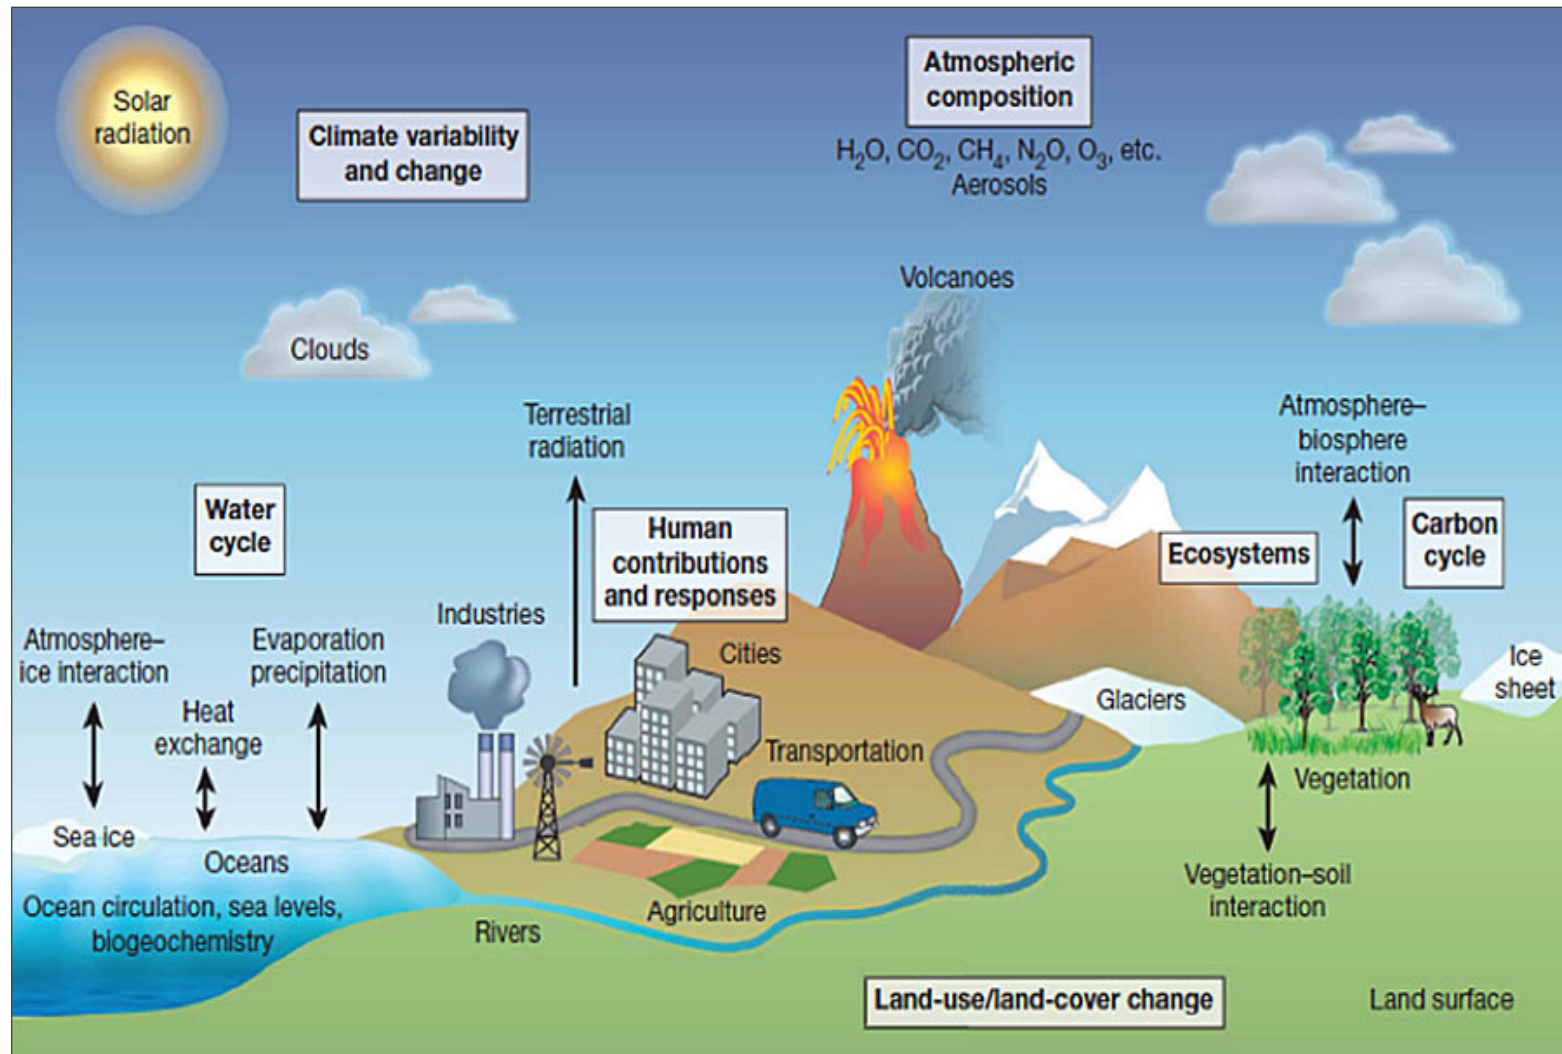 Solar
radiation
Climate variability
and change
Atmospheric
composition
H₂O, CO₂, CH₄, N₂O, O₃, etc.
Aerosols
Volcanoes
Clouds
Terrestrial
radiation
Atmosphere–
biosphere
interaction
Water
cycle
Human
contributions
and responses
Ecosystems
Carbon
cycle
Industries
Atmosphere–
ice interaction
Evaporation
precipitation
Heat
exchange
Cities
Transportation
Glaciers
Ice
sheet
Vegetation
Sea ice
Oceans
Ocean circulation, sea levels,
biogeochemistry
Rivers
Agriculture
Vegetation–soil
interaction
Land-use/land-cover change
Land surface